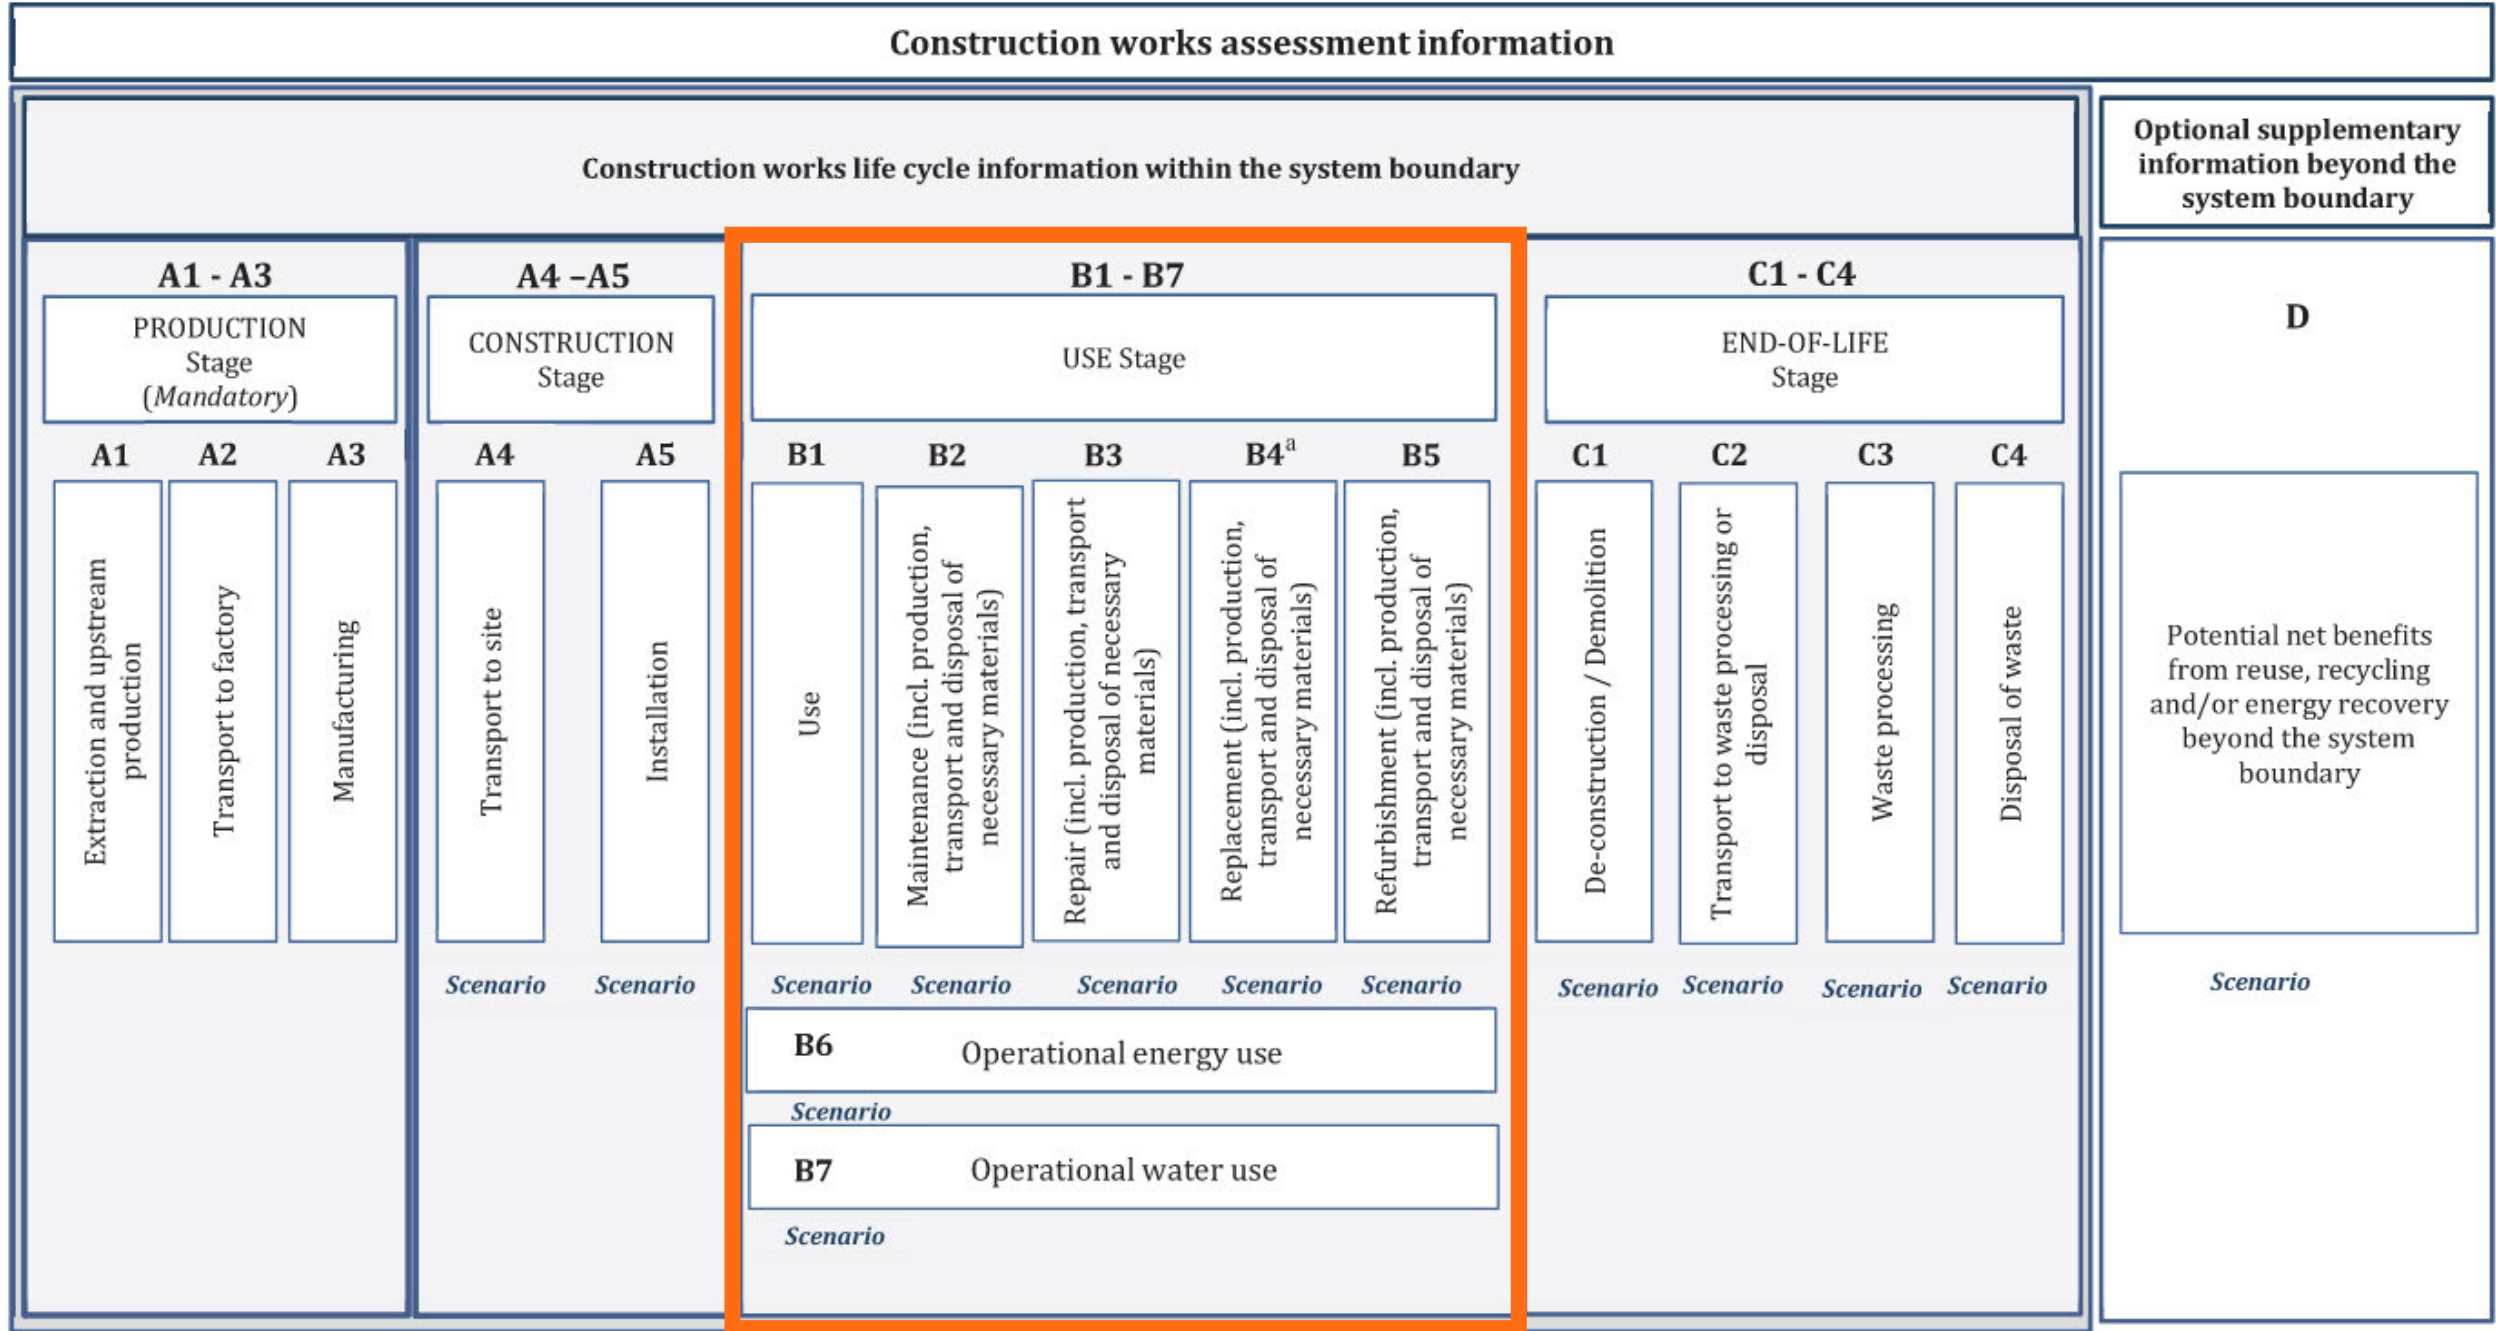 Construction works assessment information
Construction works life cycle information within the system boundary
Optional supplementary
information beyond the
system boundary
A1 - A3
PRODUCTION
Stage
(Mandatory)
A4 –A5
CONSTRUCTION
Stage
B1 - B7
USE Stage
C1 - C4
END-OF-LIFE
Stage
D
A1
A2
A3
A4
A5
B1
B2
B3
B4a
B5
C1
C2
C3
C4
Extraction and upstream
production
Transport to factory
Manufacturing
Transport to site
Installation
Use
Maintenance (incl. production,
transport and disposal of
necessary materials)
Repair (incl. production, transport
and disposal of necessary
materials)
Replacement (incl. production,
transport and disposal of
necessary materials)
Refurbishment (incl. production,
transport and disposal of
necessary materials)
De-construction / Demolition
Transport to waste processing or
disposal
Waste processing
Disposal of waste
Potential net benefits
from reuse, recycling
and/or energy recovery
beyond the system
boundary
Scenario
Scenario
Scenario
Scenario
Scenario
Scenario
Scenario
Scenario
Scenario
Scenario
Scenario
Scenario
B6 Operational energy use
Scenario
B7 Operational water use
Scenario